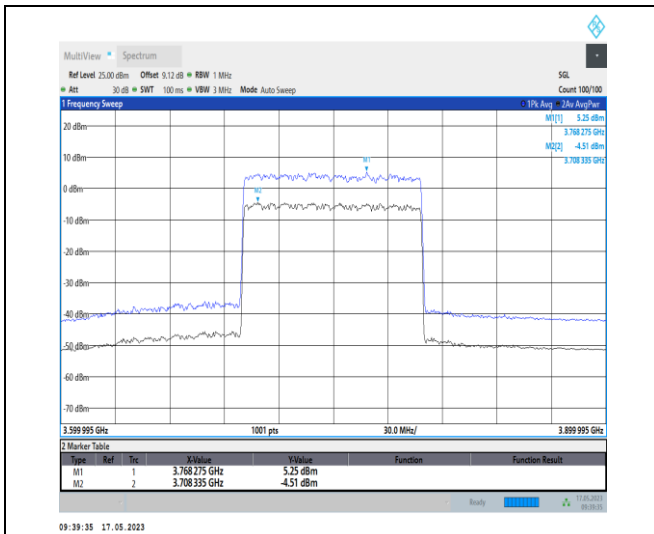 MultiView Spectrum
Ref Level 25.00 dBm Offset 9.12 dB RBW 1 MHz SGL
Att 30 dB SWT 100 ms VBW 3 MHz Mode Auto Sweep Count 100/100
1 Frequency Sweep 1Pk Avg 2Av AvgPwr
M1[1] 5.25 dBm
3.768 275 GHz
M2[2] -4.51 dBm
3.708 335 GHz
20 dBm
10 dBm
M1
0 dBm
M2
-10 dBm
-20 dBm
-30 dBm
-40 dBm
-50 dBm
-60 dBm
-70 dBm
3.599 995 GHz 1001 pts 30.0 MHz/ 3.899 995 GHz
2 Marker Table
Type Ref Trc X-Value Y-Value Function Function Result
M1 1 3.768 275 GHz 5.25 dBm
M2 2 3.708 335 GHz -4.51 dBm
Ready 17.05.2023
09:39:35
09:39:35 17.05.2023